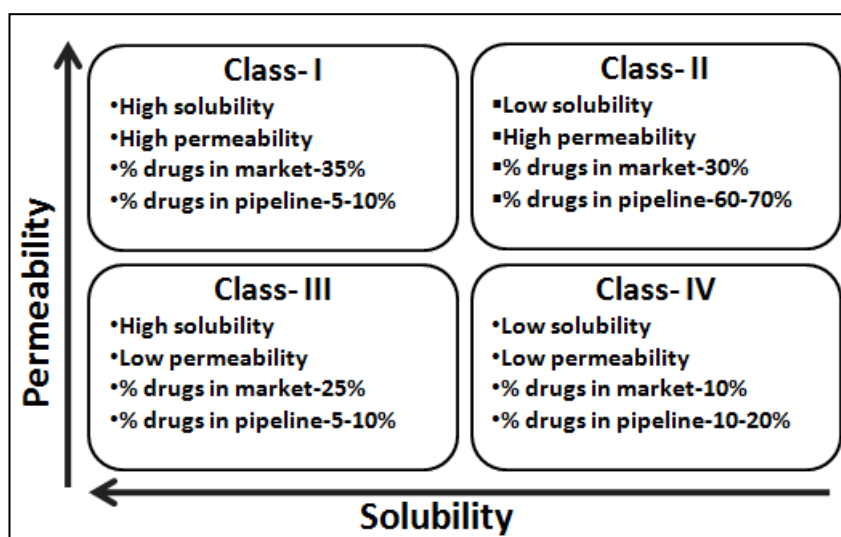 Class- I
•High solubility
•High permeability
•% drugs in market-35%
•% drugs in pipeline-5-10%
Class- II
▪Low solubility
▪High permeability
▪% drugs in market-30%
▪% drugs in pipeline-60-70%
Class- III
•High solubility
•Low permeability
•% drugs in market-25%
•% drugs in pipeline-5-10%
Class- IV
•Low solubility
•Low permeability
•% drugs in market-10%
•% drugs in pipeline-10-20%
Permeability
Solubility